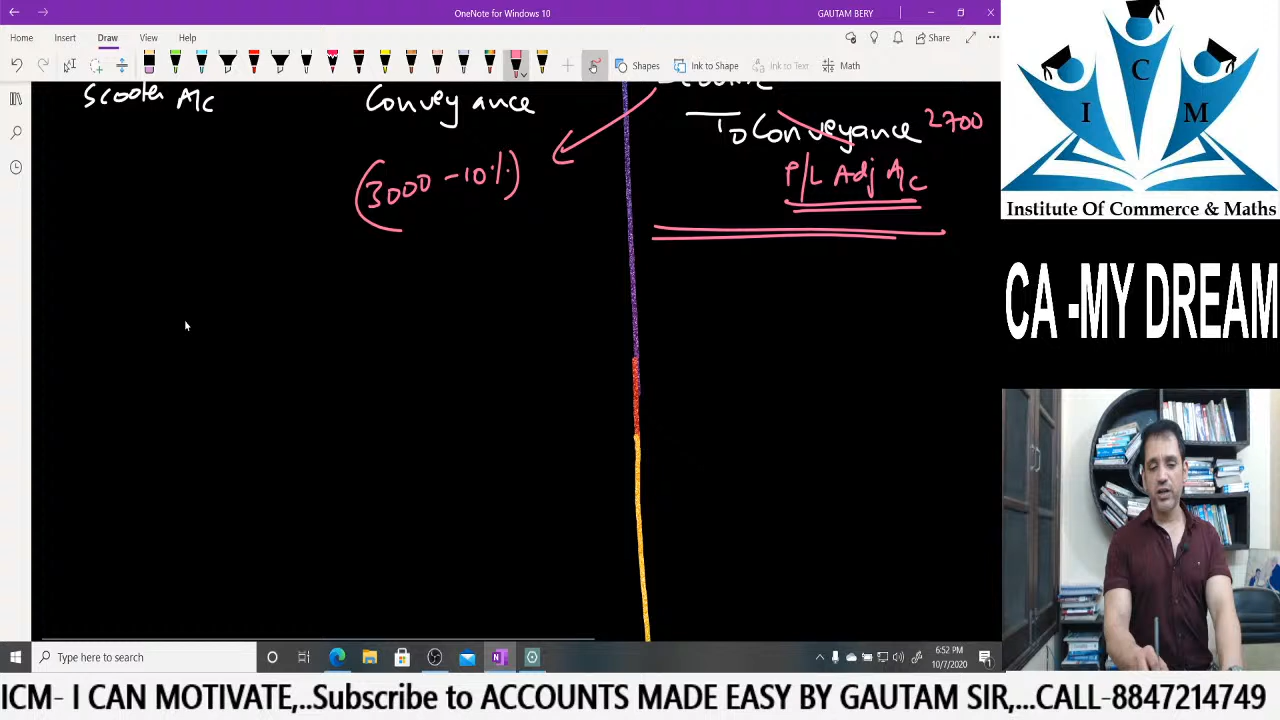 OneNote for Windows 10
GAUTAM BERY
Home Insert Draw View Help
Share
Shapes
Ink to Shape
Ink to Text
Math
Scooter A/c
Conveyance
To Conveyance 2700
(3000 - 10%)
P/L Adj A/c
I C M
Institute Of Commerce & Maths
CA -MY DREAM
Type here to search
6:52 PM
10/7/2020
ICM- I CAN MOTIVATE,..Subscribe to ACCOUNTS MADE EASY BY GAUTAM SIR,...CALL-8847214749